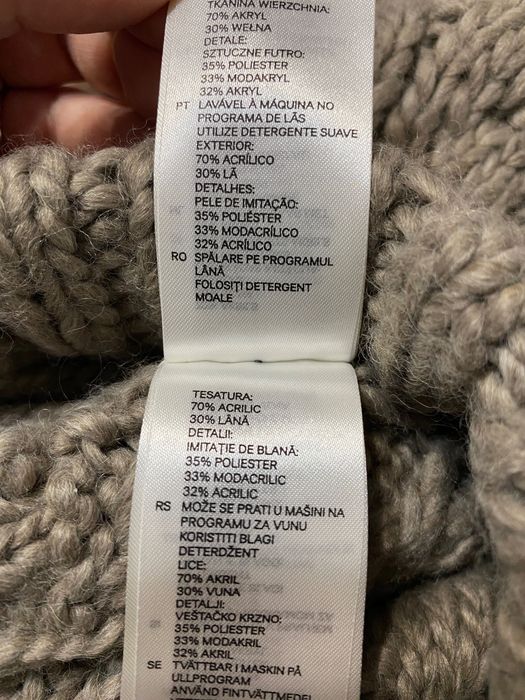 TKANINA WIERZCHNIA:
70% AKRYL
30% WEŁNA
DETALE:
SZTUCZNE FUTRO:
35% POLIESTER
33% MODAKRYL
32% AKRYL
PT LAVÁVEL À MÁQUINA NO
PROGRAMA DE LÃS
UTILIZE DETERGENTE SUAVE
EXTERIOR:
70% ACRÍLICO
30% LÃ
DETALHES:
PELE DE IMITAÇÃO:
35% POLIÉSTER
33% MODACRÍLICO
32% ACRÍLICO
RO SPĂLARE PE PROGRAMUL
LÂNĂ
FOLOSIȚI DETERGENT
MOALE
TESATURA:
70% ACRILIC
30% LÂNĂ
DETALII:
IMITAȚIE DE BLANĂ:
35% POLIESTER
33% MODACRILIC
32% ACRILIC
RS MOŽE SE PRATI U MAŠINI NA
PROGRAMU ZA VUNU
KORISTITI BLAGI
DETERDŽENT
LICE:
70% AKRIL
30% VUNA
DETALJI:
VEŠTAČKO KRZNO:
35% POLIESTER
33% MODAKRIL
32% AKRIL
SE TVÄTTBAR I MASKIN PÅ
ULLPROGRAM
ANVÄND FINTVÄTTMEDEL